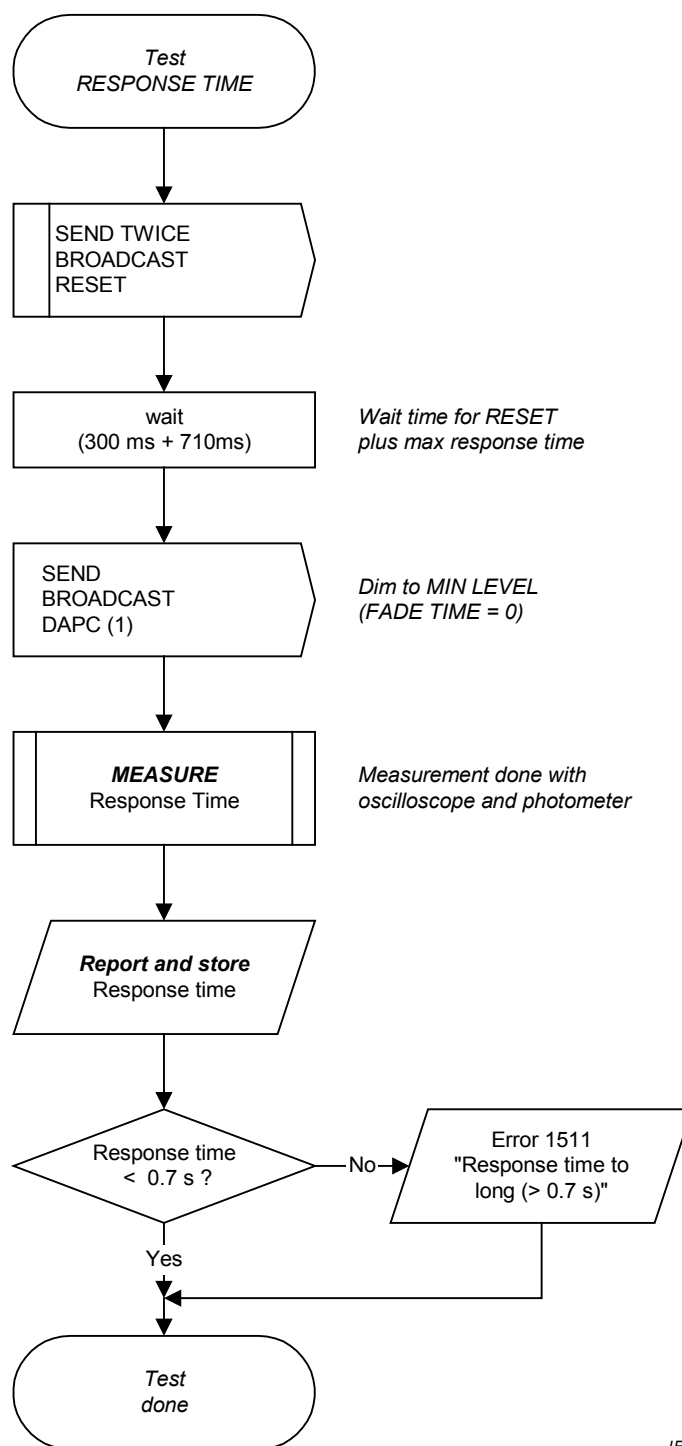 Test
RESPONSE TIME
SEND TWICE
BROADCAST
RESET
wait
(300 ms + 710ms)
Wait time for RESET
plus max response time
SEND
BROADCAST
DAPC (1)
Dim to MIN LEVEL
(FADE TIME = 0)
MEASURE
Response Time
Measurement done with
oscilloscope and photometer
Report and store
Response time
Response time
< 0.7 s ?
No
Error 1511
"Response time to
long (> 0.7 s)"
Yes
Test
done